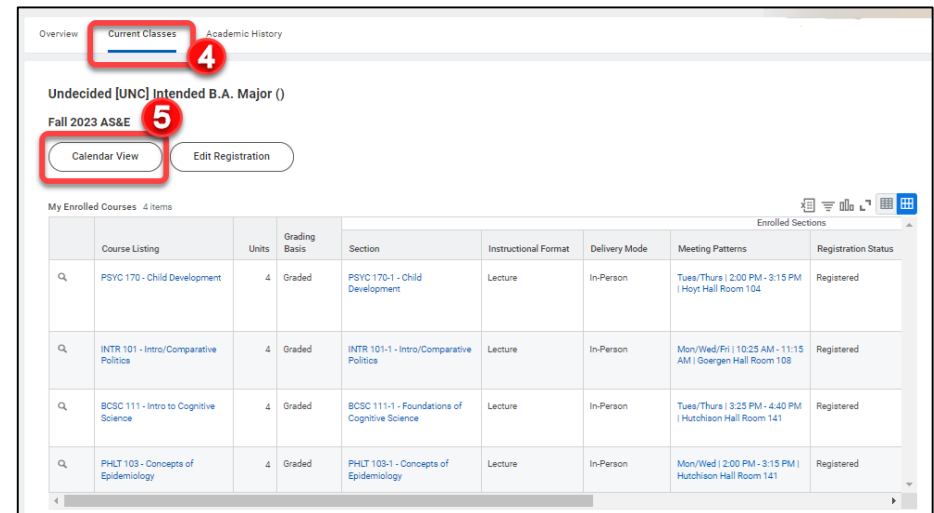 Overview Current Classes Academic History
4
Undecided [UNC] Intended B.A. Major ()
Fall 2023 AS&E
5
Calendar View Edit Registration
My Enrolled Courses 4 items
Enrolled Sections
Course Listing Units Grading Basis Section Instructional Format Delivery Mode Meeting Patterns Registration Status
PSYC 170 - Child Development 4 Graded PSYC 170-1 - Child Lecture In-Person Tues/Thurs | 2:00 PM - 3:15 PM Registered
Development | Hoyt Hall Room 104
INTR 101 - Intro/Comparative 4 Graded INTR 101-1 - Intro/Comparative Lecture In-Person Mon/Wed/Fri | 10:25 AM - 11:15 Registered
Politics Politics AM | Goergen Hall Room 108
BCSC 111 - Intro to Cognitive 4 Graded BCSC 111-1 - Foundations of Lecture In-Person Tues/Thurs | 3:25 PM - 4:40 PM Registered
Science Cognitive Science | Hutchison Hall Room 141
PHLT 103 - Concepts of 4 Graded PHLT 103-1 - Concepts of Lecture In-Person Mon/Wed | 2:00 PM - 3:15 PM | Registered
Epidemiology Epidemiology Hutchison Hall Room 141